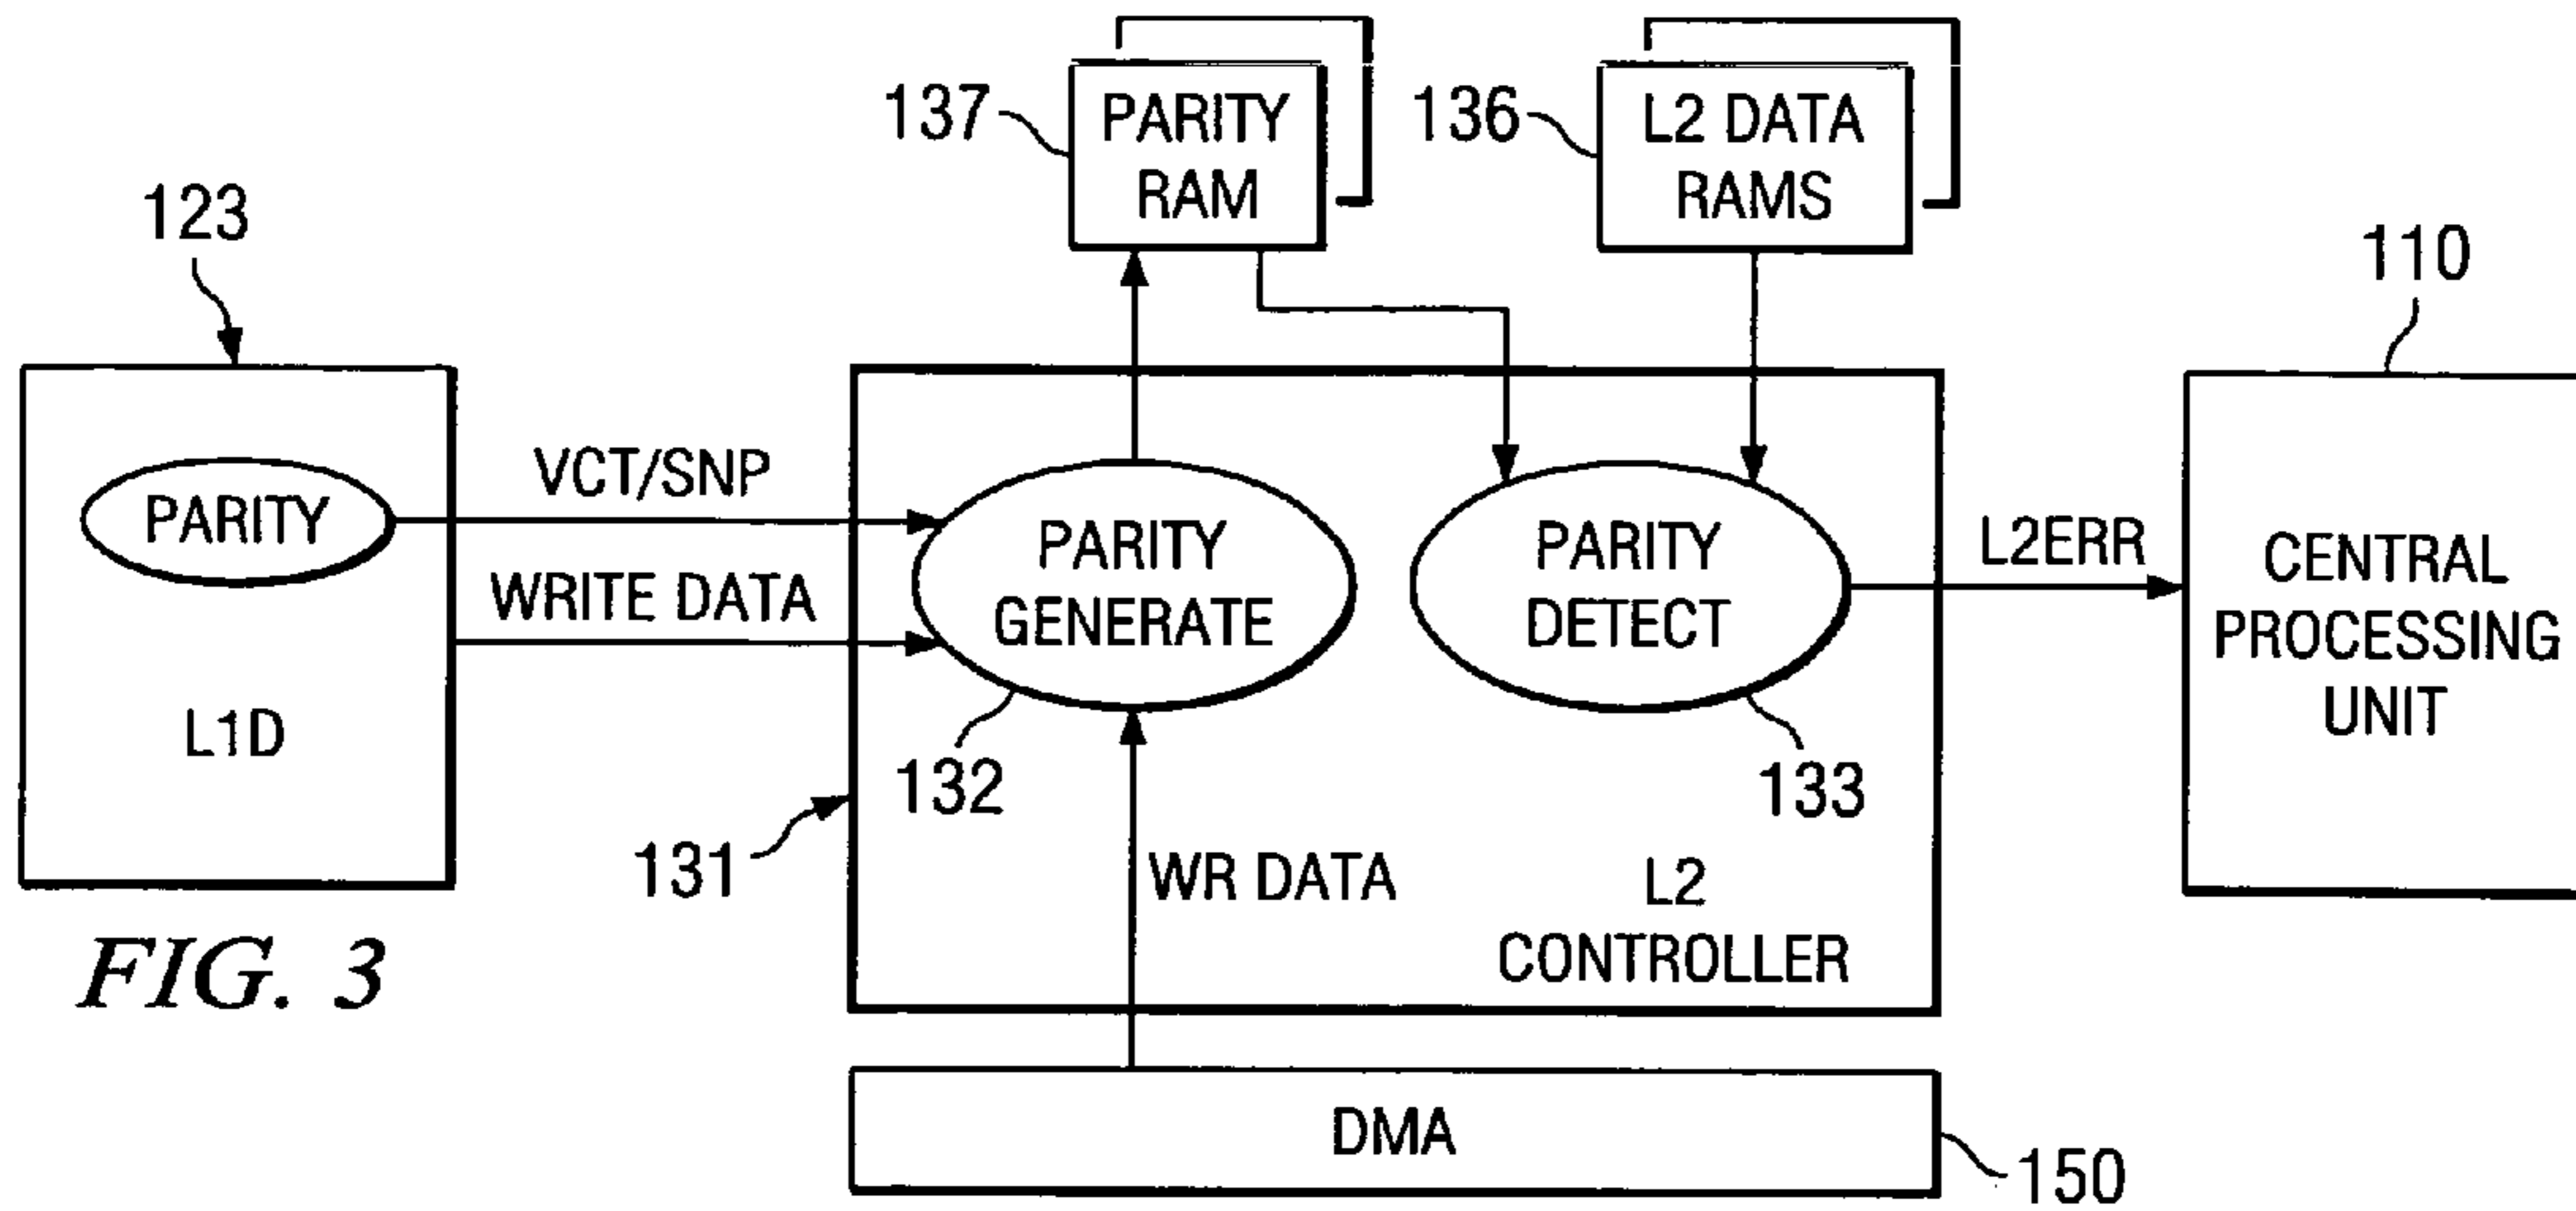 137
PARITY
RAM
136
L2 DATA
RAMS
123
110
VCT/SNP
PARITY
WRITE DATA
L1D
PARITY
GENERATE
132
PARITY
DETECT
133
L2ERR
CENTRAL
PROCESSING
UNIT
131
WR DATA
L2
CONTROLLER
FIG. 3
DMA
150